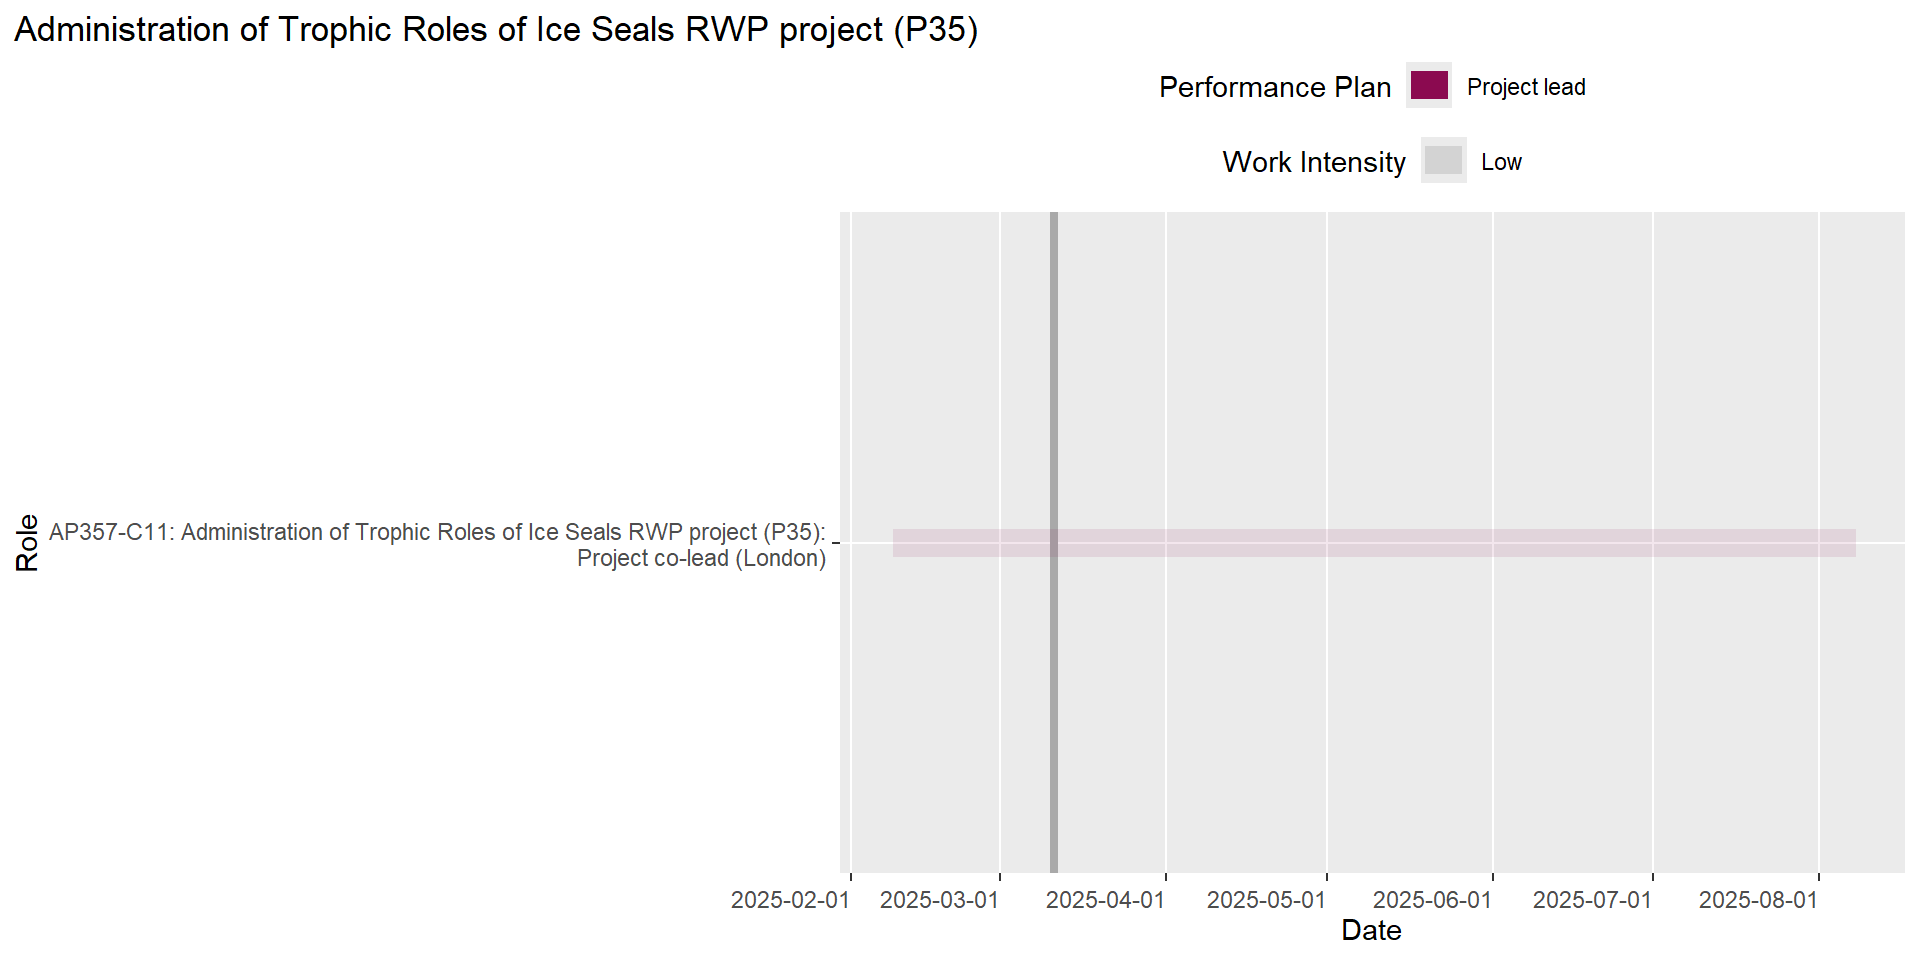 Administration of Trophic Roles of Ice Seals RWP project (P35)
Performance Plan Project lead
Work Intensity Low
Role
AP357-C11: Administration of Trophic Roles of Ice Seals RWP project (P35):
Project co-lead (London)
2025-02-01 2025-03-01 2025-04-01 2025-05-01 2025-06-01 2025-07-01 2025-08-01
Date